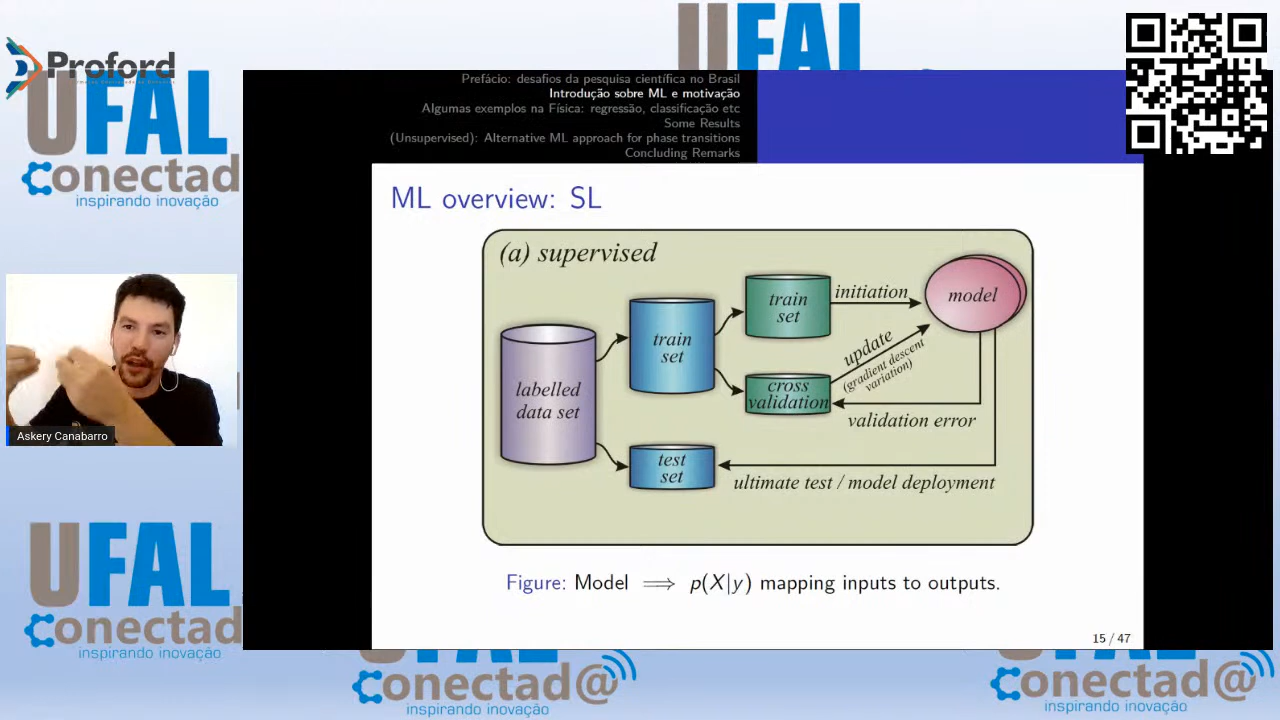 Proford
UFAL
conectad
inspirando inovação
UFAL
Prefácio: desafios da pesquisa científica no Brasil
Introdução sobre ML e motivação
Algumas exemplos na Física: regressão, classificação etc
Some Results
(Unsupervised): Alternative ML approach for phase transitions
Concluding Remarks
ML overview: SL
(a) supervised
labelled
data set
train
set
test
set
train
set
cross
validation
initiation
update
(gradient descent
variation)
model
validation error
ultimate test / model deployment
Figure: Model ⟹ p(X|y) mapping inputs to outputs.
15 / 47
Askery Canabarro
UFAL
conectad
inspirando inovação
conectad@
inspirando inovação
conectad@
inspirando inovação